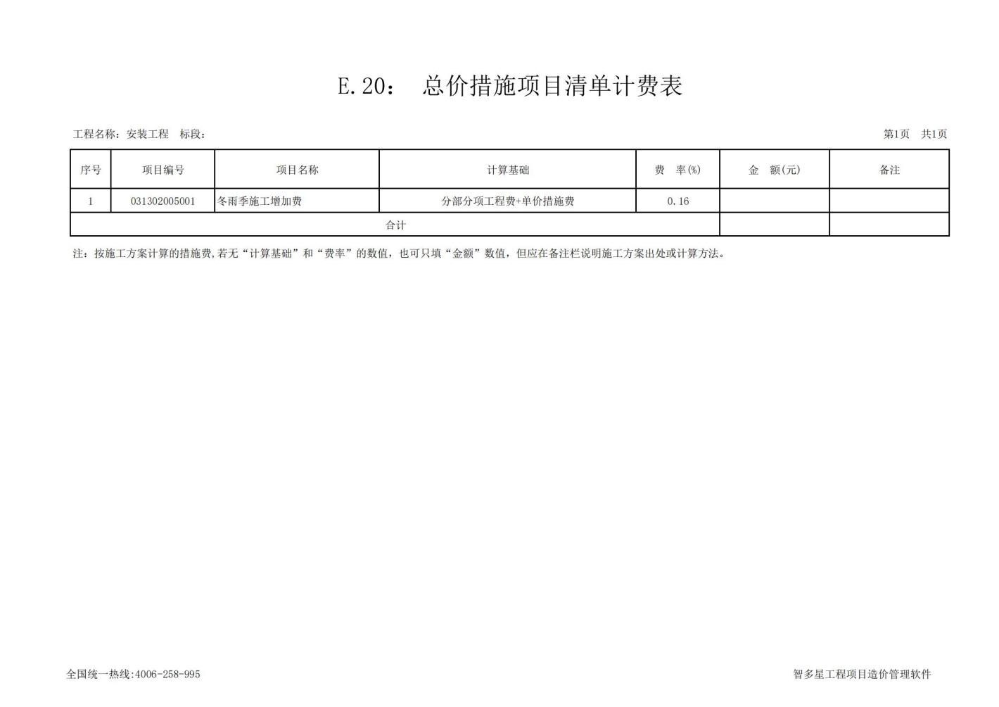 E.20： 总价措施项目清单计费表
工程名称：安装工程 标段： 第1页 共1页
序号 项目编号 项目名称 计算基础 费 率(%) 金 额(元) 备注
1 031302005001 冬雨季施工增加费 分部分项工程费+单价措施费 0.16
合计
注：按施工方案计算的措施费,若无“计算基础”和“费率”的数值，也可只填“金额”数值，但应在备注栏说明施工方案出处或计算方法。
全国统一热线:4006-258-995 智多星工程项目造价管理软件